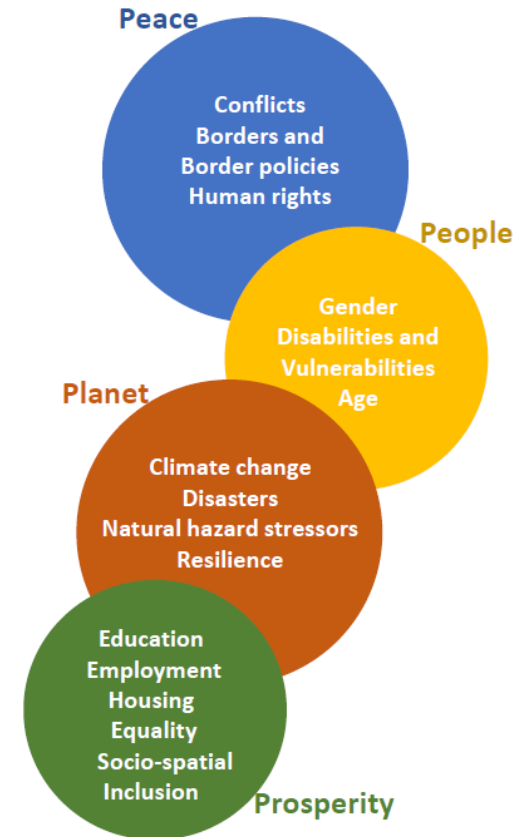 Peace
Conflicts
Borders and
Border policies
Human rights
People
Gender
Disabilities and
Vulnerabilities
Age
Planet
Climate change
Disasters
Natural hazard stressors
Resilience
Education
Employment
Housing
Equality
Socio-spatial
Inclusion
Prosperity